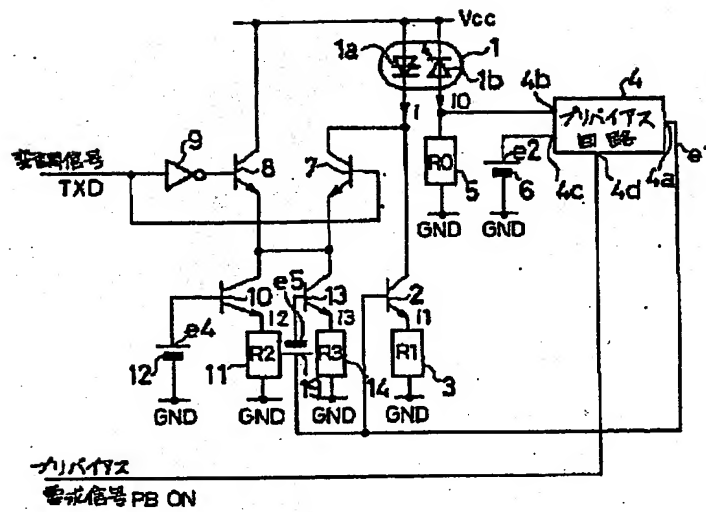 Vcc
1a
1
1b
I
I0
4b
4
プリバイアス
回路
4a
e1
4c
4d
e2
6
R0
5
GND
GND
変調信号
TXD
9
8
7
e5
10
13
2
I2
I3
I1
e4
12
R2
11
19
R3
14
R1
3
GND
GND
GND
GND
プリバイアス
信号 PB ON